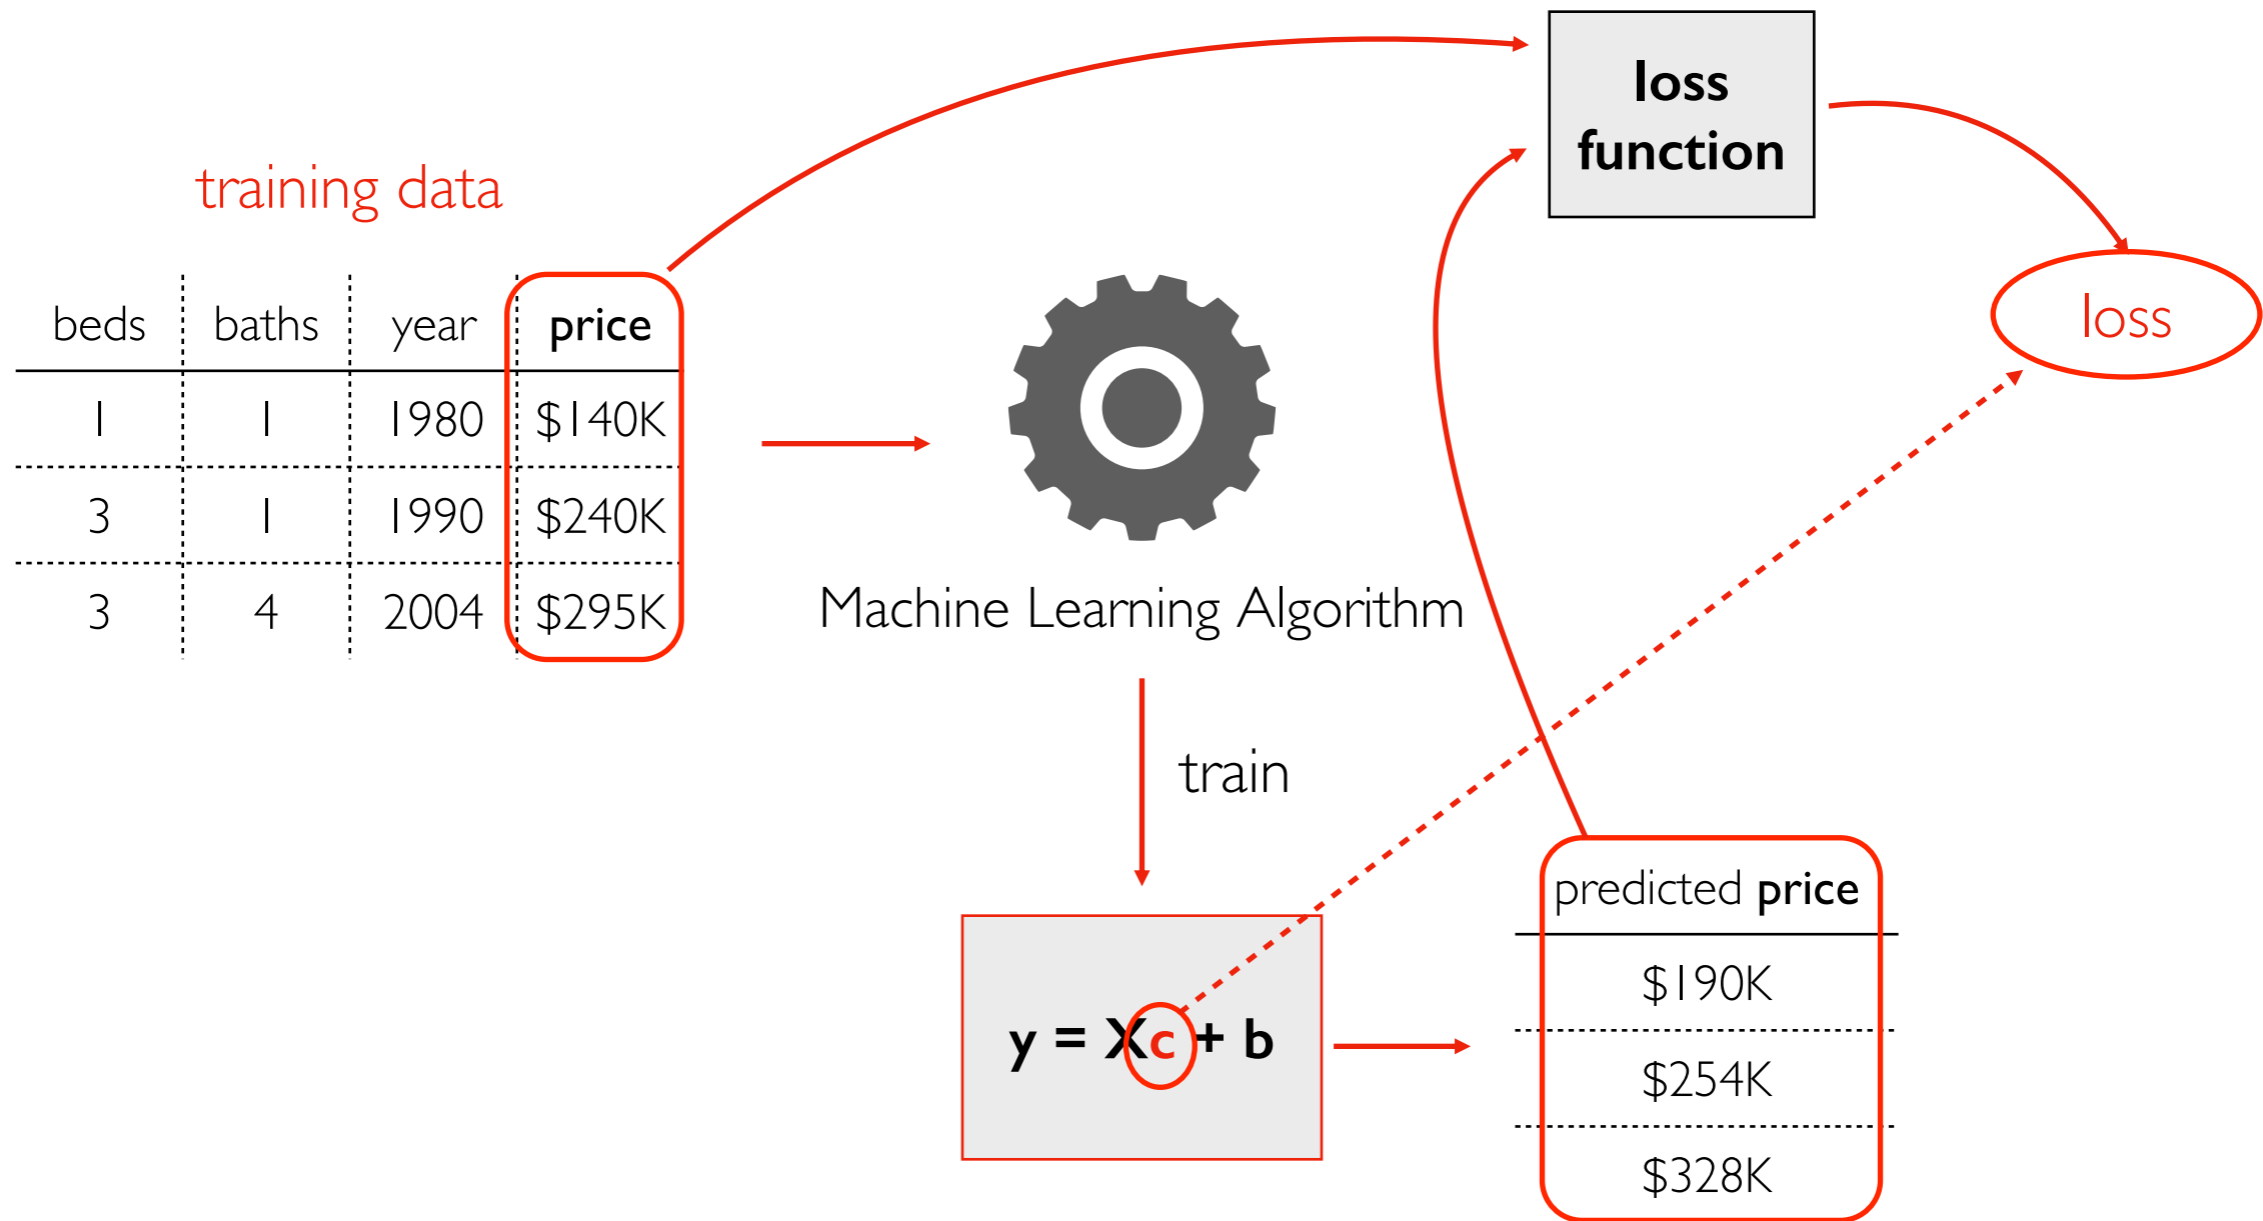 loss
function
training data
loss
beds baths year price
1 1 1980 $140K
3 1 1990 $240K
3 4 2004 $295K
Machine Learning Algorithm
train
y = Xc + b
predicted price
$190K
$254K
$328K